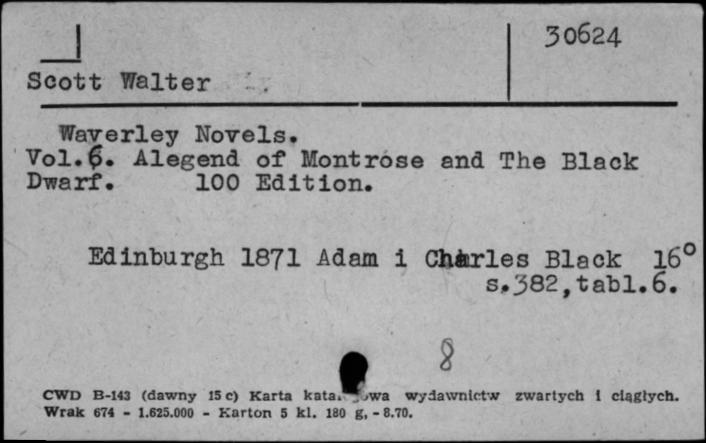 30624
Scott Walter
Waverley Novels.
Vol.6. Alegend of Montrose and The Black
Dwarf. 100 Edition.
Edinburgh 1871 Adam i Charles Black 16°
s.382,tabl.6.
8
CWD B-143 (dawny 15 c) Karta wydawnictw zwartych i ciągłych.
Wrak 674 - 1.625.000 - Karton 5 kl. 180 g, - 8.70.